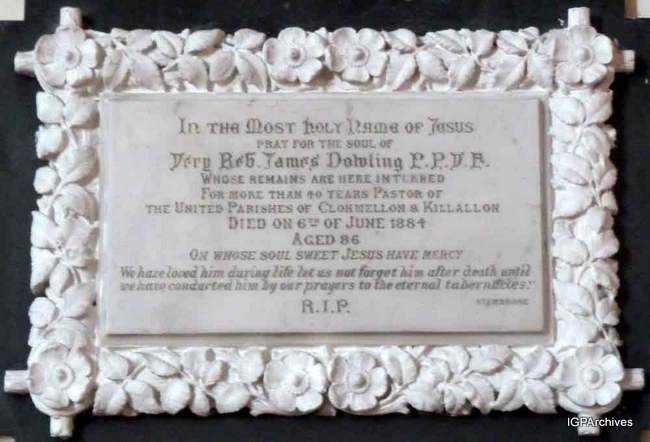 In the Most Holy Name of Jesus
PRAY FOR THE SOUL OF
Very Rev. James Dowling P.P.V.F.
WHOSE REMAINS ARE HERE INTERRED
FOR MORE THAN 40 YEARS PASTOR OF
THE UNITED PARISHES OF CLONMELLON & KILLALLON
DIED ON 6TH OF JUNE 1884
AGED 86
ON WHOSE SOUL SWEET JESUS HAVE MERCY
We have loved him during life let us not forget him after death until
we have conducted him by our prayers to the eternal tabernacles."
ST AMBROSE
R.I.P.
IGPArchives